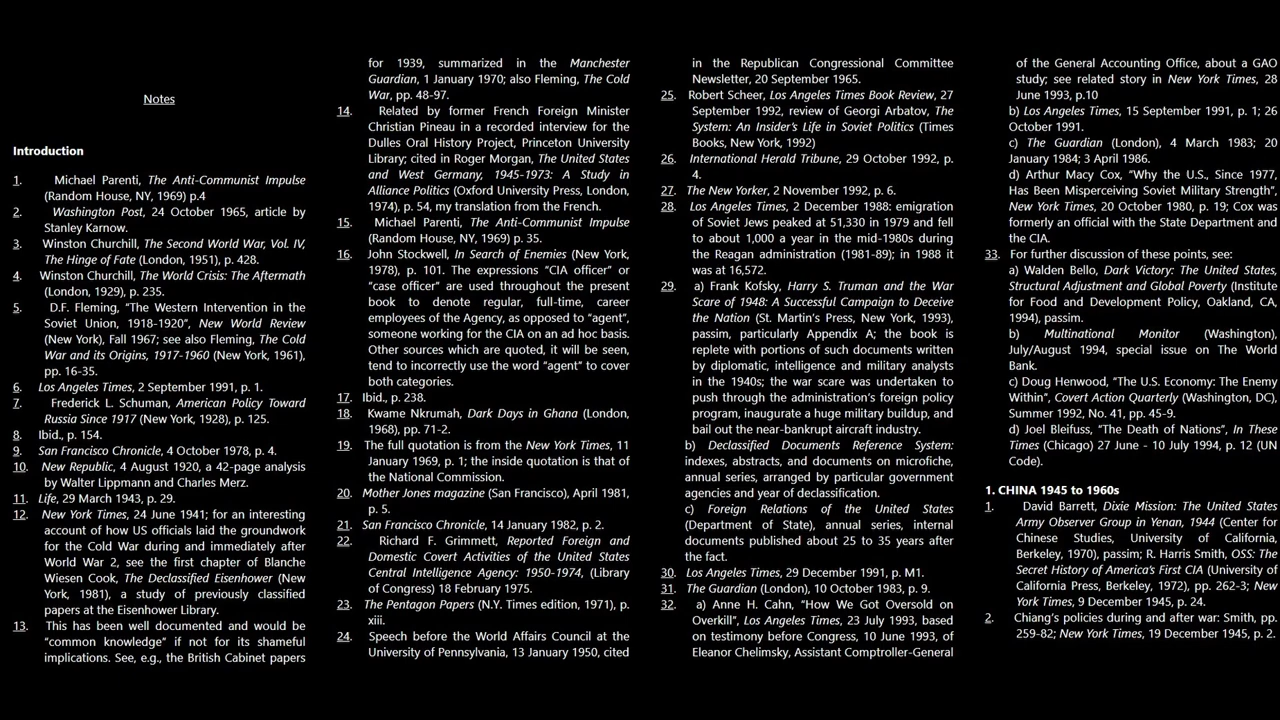 Notes
Introduction
1. Michael Parenti, The Anti-Communist Impulse
(Random House, NY, 1969) p.4
2. Washington Post, 24 October 1965, article by
Stanley Karnow.
3. Winston Churchill, The Second World War, Vol. IV,
The Hinge of Fate (London, 1951), p. 428.
4. Winston Churchill, The World Crisis: The Aftermath
(London, 1929), p. 235.
5. D.F. Fleming, “The Western Intervention in the
Soviet Union, 1918-1920”, New World Review
(New York), Fall 1967; see also Fleming, The Cold
War and its Origins, 1917-1960 (New York, 1961),
pp. 16-35.
6. Los Angeles Times, 2 September 1991, p. 1.
7. Frederick L. Schuman, American Policy Toward
Russia Since 1917 (New York, 1928), p. 125.
8. Ibid., p. 154.
9. San Francisco Chronicle, 4 October 1978, p. 4.
10. New Republic, 4 August 1920, a 42-page analysis
by Walter Lippmann and Charles Merz.
11. Life, 29 March 1943, p. 29.
12. New York Times, 24 June 1941; for an interesting
account of how US officials laid the groundwork
for the Cold War during and immediately after
World War 2, see the first chapter of Blanche
Wiesen Cook, The Declassified Eisenhower (New
York, 1981), a study of previously classified
papers at the Eisenhower Library.
13. This has been well documented and would be
“common knowledge” if not for its shameful
implications. See, e.g., the British Cabinet papers
for 1939, summarized in the Manchester
Guardian, 1 January 1970; also Fleming, The Cold
War, pp. 48-97.
14. Related by former French Foreign Minister
Christian Pineau in a recorded interview for the
Dulles Oral History Project, Princeton University
Library; cited in Roger Morgan, The United States
and West Germany, 1945-1973: A Study in
Alliance Politics (Oxford University Press, London,
1974), p. 54, my translation from the French.
15. Michael Parenti, The Anti-Communist Impulse
(Random House, NY, 1969) p. 35.
16. John Stockwell, In Search of Enemies (New York,
1978), p. 101. The expressions “CIA officer” or
“case officer” are used throughout the present
book to denote regular, full-time, career
employees of the Agency, as opposed to “agent”,
someone working for the CIA on an ad hoc basis.
Other sources which are quoted, it will be seen,
tend to incorrectly use the word “agent” to cover
both categories.
17. Ibid., p. 238.
18. Kwame Nkrumah, Dark Days in Ghana (London,
1968), pp. 71-2.
19. The full quotation is from the New York Times, 11
January 1969, p. 1; the inside quotation is that of
the National Commission.
20. Mother Jones magazine (San Francisco), April 1981,
p. 5.
21. San Francisco Chronicle, 14 January 1982, p. 2.
22. Richard F. Grimmett, Reported Foreign and
Domestic Covert Activities of the United States
Central Intelligence Agency: 1950-1974, (Library
of Congress) 18 February 1975.
23. The Pentagon Papers (N.Y. Times edition, 1971), p.
xiii.
24. Speech before the World Affairs Council at the
University of Pennsylvania, 13 January 1950, cited
in the Republican Congressional Committee
Newsletter, 20 September 1965.
25. Robert Scheer, Los Angeles Times Book Review, 27
September 1992, review of Georgi Arbatov, The
System: An Insider's Life in Soviet Politics (Times
Books, New York, 1992)
26. International Herald Tribune, 29 October 1992, p.
4.
27. The New Yorker, 2 November 1992, p. 6.
28. Los Angeles Times, 2 December 1988: emigration
of Soviet Jews peaked at 51,330 in 1979 and fell
to about 1,000 a year in the mid-1980s during
the Reagan administration (1981-89); in 1988 it
was at 16,572.
29. a) Frank Kofsky, Harry S. Truman and the War
Scare of 1948: A Successful Campaign to Deceive
the Nation (St. Martin's Press, New York, 1993),
passim, particularly Appendix A; the book is
replete with portions of such documents written
by diplomatic, intelligence and military analysts
in the 1940s; the war scare was undertaken to
push through the administration's foreign policy
program, inaugurate a huge military buildup, and
bail out the near-bankrupt aircraft industry.
b) Declassified Documents Reference System:
indexes, abstracts, and documents on microfiche,
annual series, arranged by particular government
agencies and year of declassification.
c) Foreign Relations of the United States
(Department of State), annual series, internal
documents published about 25 to 35 years after
the fact.
30. Los Angeles Times, 29 December 1991, p. M1.
31. The Guardian (London), 10 October 1983, p. 9.
32. a) Anne H. Cahn, “How We Got Oversold on
Overkill”, Los Angeles Times, 23 July 1993, based
on testimony before Congress, 10 June 1993, of
Eleanor Chelimsky, Assistant Comptroller-General
of the General Accounting Office, about a GAO
study; see related story in New York Times, 28
June 1993, p.10
b) Los Angeles Times, 15 September 1991, p. 1; 26
October 1991.
c) The Guardian (London), 4 March 1983; 20
January 1984; 3 April 1986.
d) Arthur Macy Cox, “Why the U.S., Since 1977,
Has Been Misperceiving Soviet Military Strength”,
New York Times, 20 October 1980, p. 19; Cox was
formerly an official with the State Department and
the CIA.
33. For further discussion of these points, see:
a) Walden Bello, Dark Victory: The United States,
Structural Adjustment and Global Poverty (Institute
for Food and Development Policy, Oakland, CA,
1994), passim.
b) Multinational Monitor (Washington),
July/August 1994, special issue on The World
Bank.
c) Doug Henwood, “The U.S. Economy: The Enemy
Within”, Covert Action Quarterly (Washington, DC),
Summer 1992, No. 41, pp. 45-9.
d) Joel Bleifuss, “The Death of Nations”, In These
Times (Chicago) 27 June - 10 July 1994, p. 12 (UN
Code).
1. CHINA 1945 to 1960s
1. David Barrett, Dixie Mission: The United States
Army Observer Group in Yenan, 1944 (Center for
Chinese Studies, University of California,
Berkeley, 1970), passim; R. Harris Smith, OSS: The
Secret History of America's First CIA (University of
California Press, Berkeley, 1972), pp. 262-3; New
York Times, 9 December 1945, p. 24.
2. Chiang's policies during and after war: Smith, pp.
259-82; New York Times, 19 December 1945, p. 2.